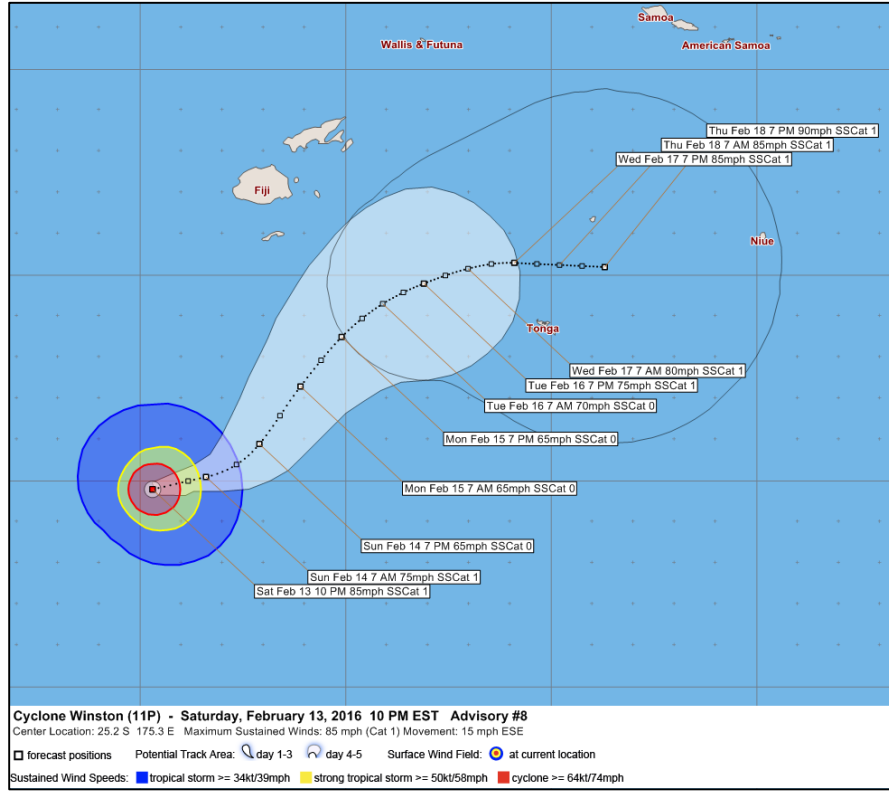 Samoa
Wallis & Futuna
American Samoa
Thu Feb 18 7 PM 90mph SSCat 1
Thu Feb 18 7 AM 85mph SSCat 1
Wed Feb 17 7 PM 85mph SSCat 1
Fiji
Niue
Tonga
Wed Feb 17 7 AM 80mph SSCat 1
Tue Feb 16 7 PM 75mph SSCat 1
Tue Feb 16 7 AM 70mph SSCat 0
Mon Feb 15 7 PM 65mph SSCat 0
Mon Feb 15 7 AM 65mph SSCat 0
Sun Feb 14 7 PM 65mph SSCat 0
Sun Feb 14 7 AM 75mph SSCat 1
Sat Feb 13 10 PM 85mph SSCat 1
Cyclone Winston (11P) - Saturday, February 13, 2016 10 PM EST Advisory #8
Center Location: 25.2 S 175.3 E Maximum Sustained Winds: 85 mph (Cat 1) Movement: 15 mph ESE
forecast positions Potential Track Area: day 1-3 day 4-5 Surface Wind Field: at current location
Sustained Wind Speeds: tropical storm >= 34kt/39mph strong tropical storm >= 50kt/58mph cyclone >= 64kt/74mph